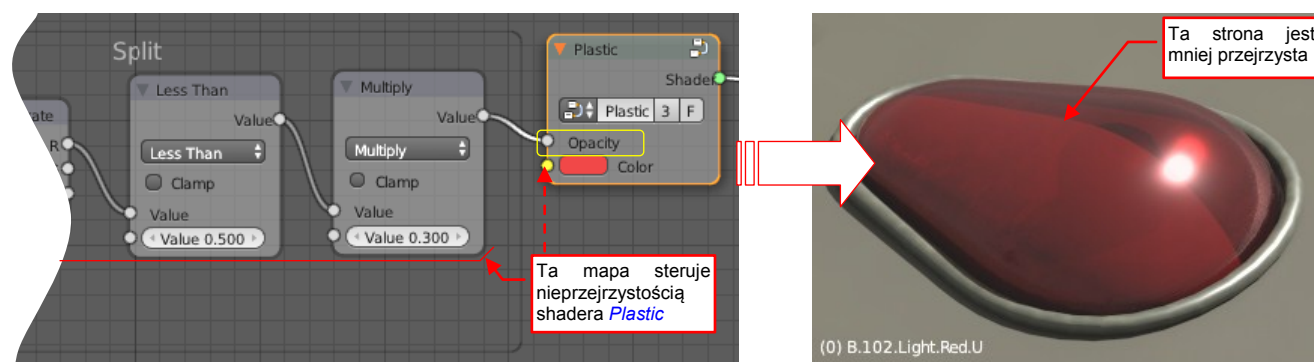 Split
Less Than
Value
Less Than
Clamp
Value
Value 0.500
ate
R
Multiply
Value
Multiply
Clamp
Value
Value 0.300
Plastic
Shader
Plastic 3 F
Opacity
Color
Ta mapa steruje
nieprzejrzystością
shadera Plastic
Ta strona jest
mniej przejrzysta
(0) B.102.Light.Red.U